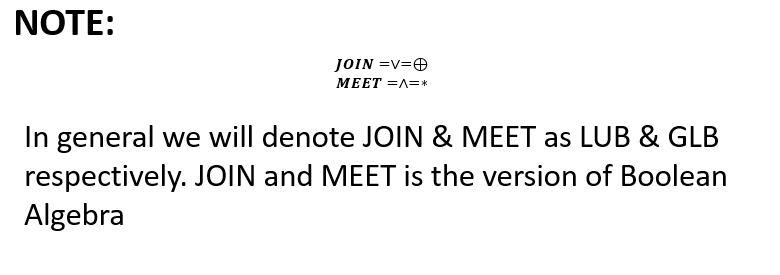 NOTE:
JOIN =∨=⊕
MEET =∧=*
In general we will denote JOIN & MEET as LUB & GLB
respectively. JOIN and MEET is the version of Boolean
Algebra